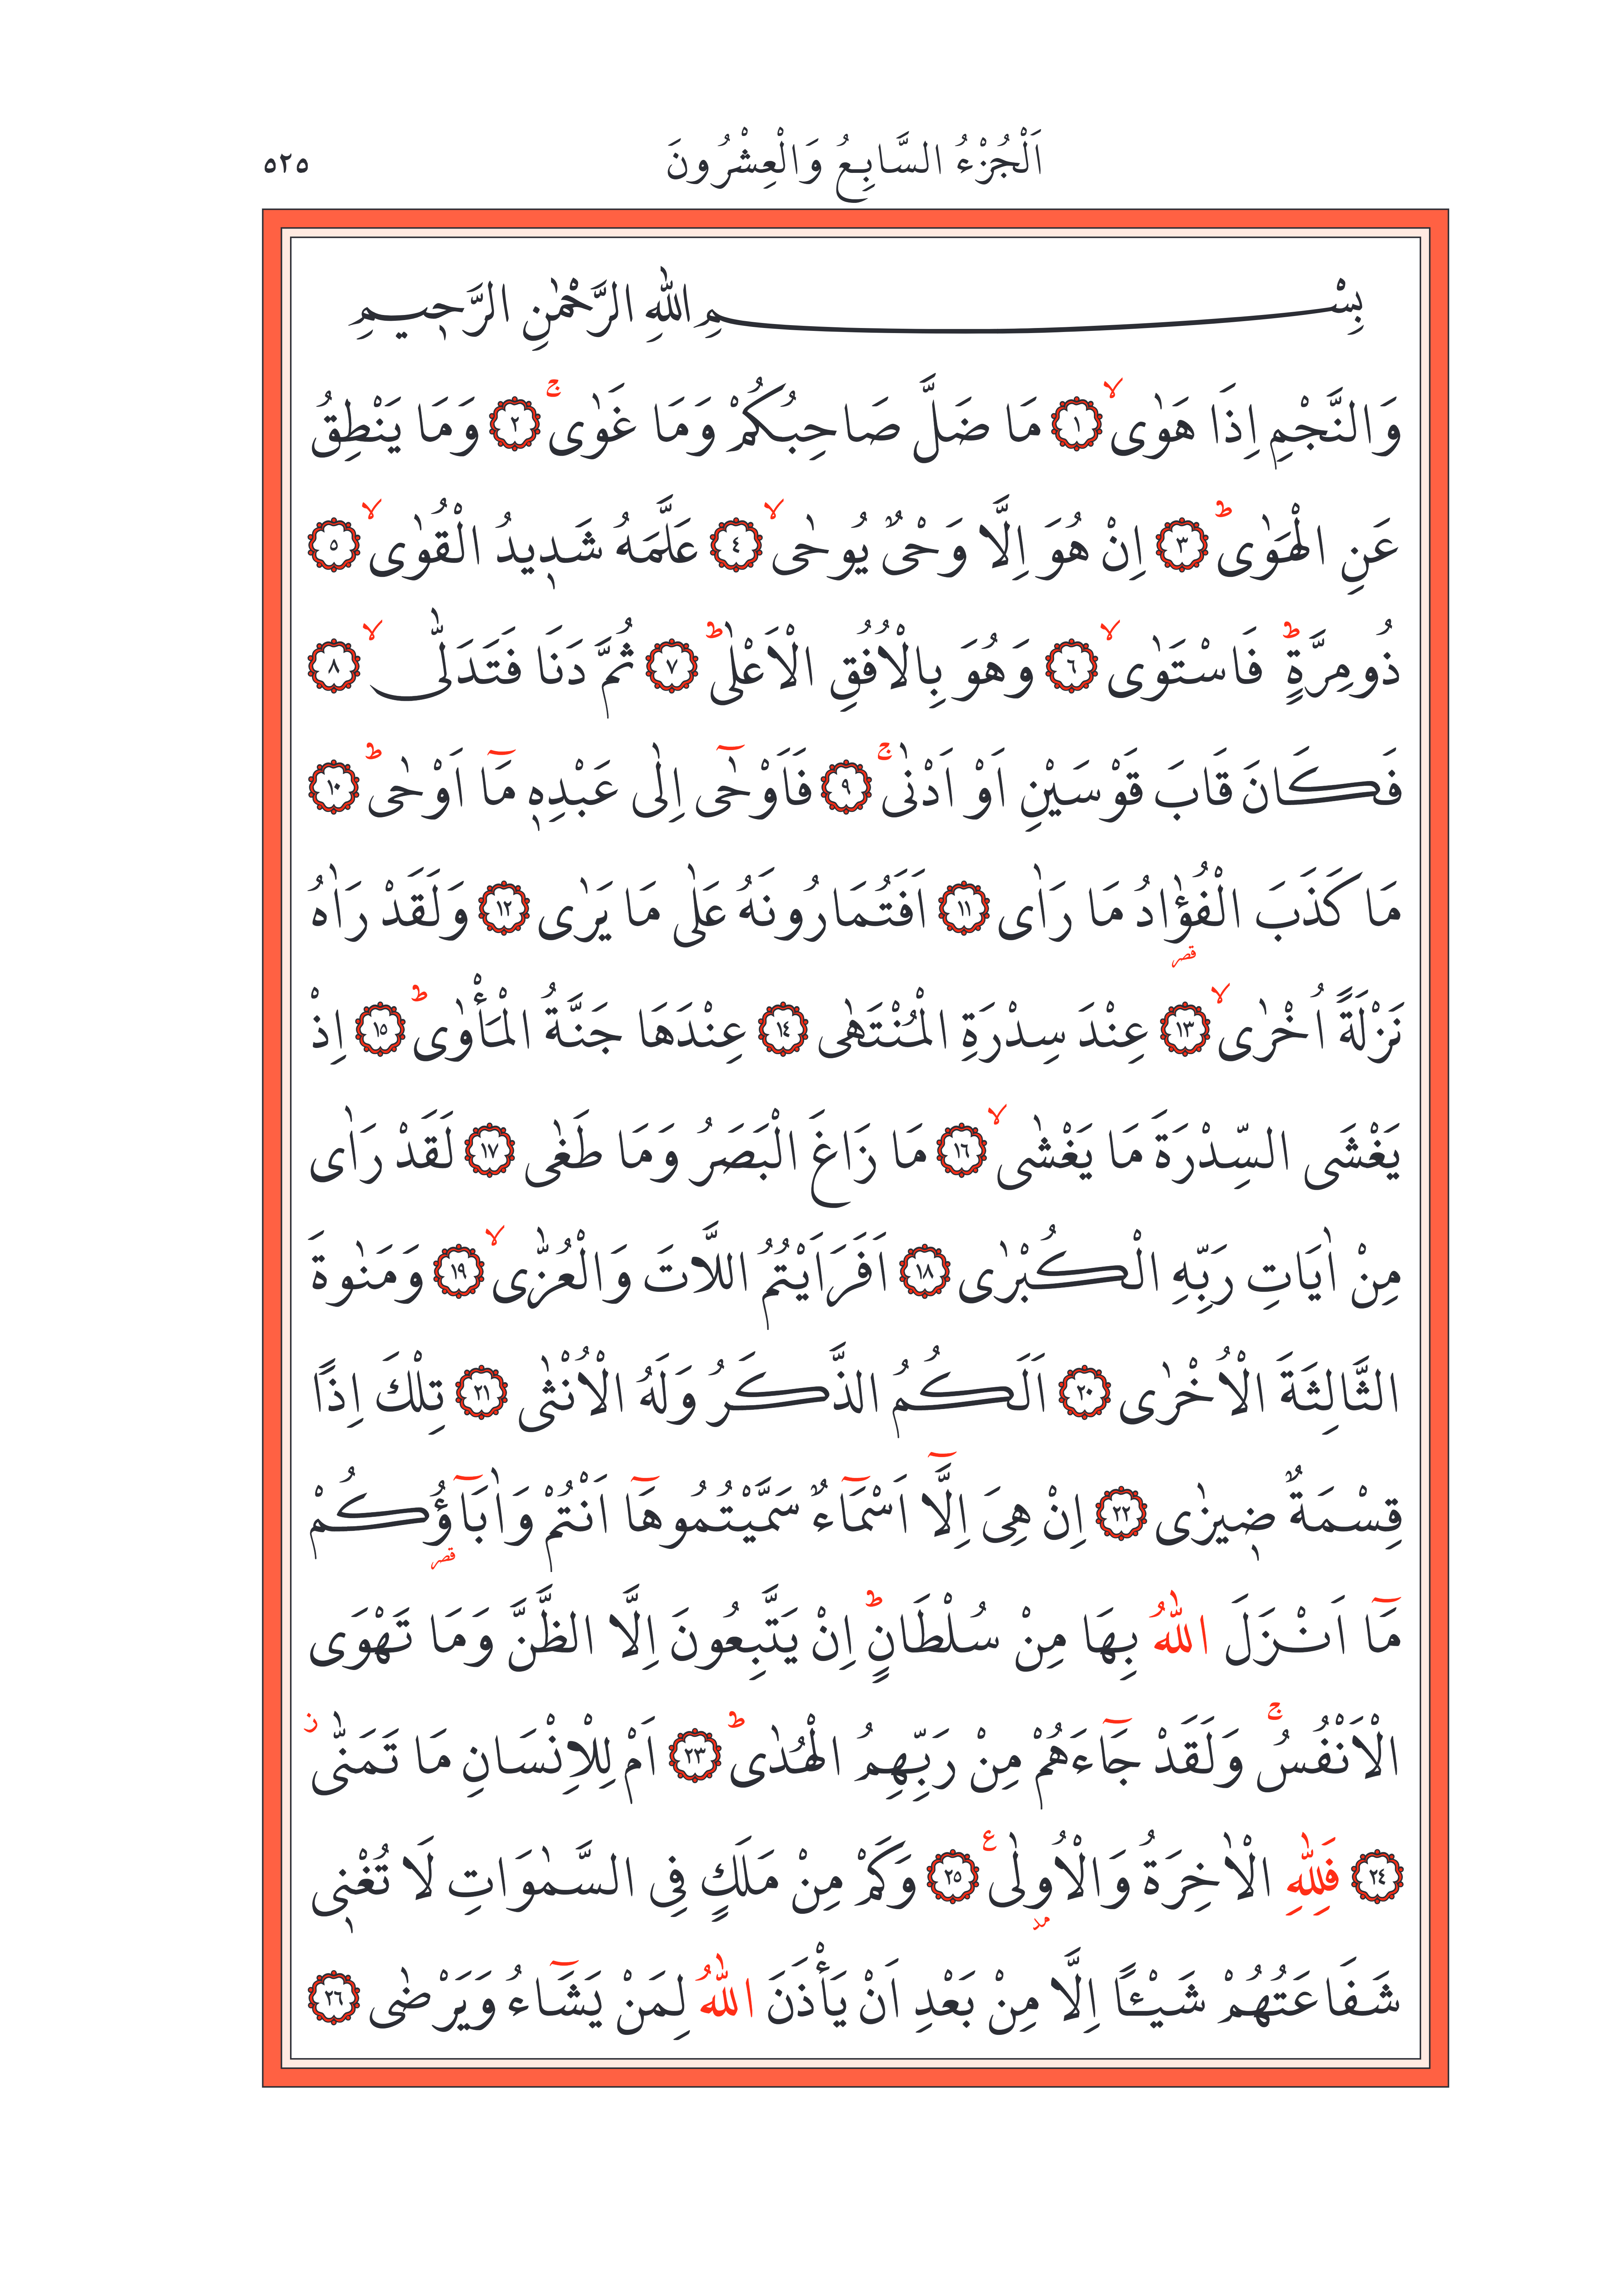 اَلْجُزْءُ السَّابِعُ وَالْعِشْرُونَ ٥٢٥
بِسْمِ اللّٰهِ الرَّحْمٰنِ الرَّحٖيمِ
وَالنَّجْمِ اِذَا هَوٰىۙ ﴿١﴾ مَا ضَلَّ صَاحِبُكُمْ وَمَا غَوٰىۚ ﴿٢﴾ وَمَا يَنْطِقُ
عَنِ الْهَوٰىۜ ﴿٣﴾ اِنْ هُوَ اِلَّا وَحْىٌ يُوحٰىۙ ﴿٤﴾ عَلَّمَهُ شَدٖيدُ الْقُوٰىۙ ﴿٥﴾
ذُومِرَّةٍۜ فَاسْتَوٰىۙ ﴿٦﴾ وَهُوَ بِالْاُفُقِ الْاَعْلٰىۜ ﴿٧﴾ ثُمَّ دَنَا فَتَدَلّٰىۙ ﴿٨﴾
فَكَانَ قَابَ قَوْسَيْنِ اَوْ اَدْنٰىۚ ﴿٩﴾ فَاَوْحٰٓى اِلٰى عَبْدِهٖ مَٓا اَوْحٰىۜ ﴿١٠﴾
مَا كَذَبَ الْفُؤٰادُ مَا رَاٰى ﴿١١﴾ اَفَتُمَارُونَهُ عَلٰى مَا يَرٰى ﴿١٢﴾ وَلَقَدْ رَاٰهُ
قصر
نَزْلَةً اُخْرٰىۙ ﴿١٣﴾ عِنْدَ سِدْرَةِ الْمُنْتَهٰى ﴿١٤﴾ عِنْدَهَا جَنَّةُ الْمَأْوٰىۜ ﴿١٥﴾ اِذْ
يَغْشَى السِّدْرَةَ مَا يَغْشٰىۙ ﴿١٦﴾ مَا زَاغَ الْبَصَرُ وَمَا طَغٰى ﴿١٧﴾ لَقَدْ رَاٰى
مِنْ اٰيَاتِ رَبِّهِ الْكُبْرٰى ﴿١٨﴾ اَفَرَاَيْتُمُ اللَّاتَ وَالْعُزّٰىۙ ﴿١٩﴾ وَمَنٰوةَ
الثَّالِثَةَ الْاُخْرٰى ﴿٢٠﴾ اَلَكُمُ الذَّكَرُ وَلَهُ الْاُنْثٰى ﴿٢١﴾ تِلْكَ اِذًا
قِسْمَةٌ ضٖيزٰى ﴿٢٢﴾ اِنْ هِىَ اِلَّٓا اَسْمَٓاءٌ سَمَّيْتُمُوهَٓا اَنْتُمْ وَاٰبَٓاؤُكُمْ
قصر
مَٓا اَنْزَلَ اللّٰهُ بِهَا مِنْ سُلْطَانٍۜ اِنْ يَتَّبِعُونَ اِلَّا الظَّنَّ وَمَا تَهْوَى
الْاَنْفُسُۚ وَلَقَدْ جَٓاءَهُمْ مِنْ رَبِّهِمُ الْهُدٰىۜ ﴿٢٣﴾ اَمْ لِلْاِنْسَانِ مَا تَمَنّٰىۘ ن
﴿٢٤﴾ فَلِلّٰهِ الْاٰخِرَةُ وَالْاُولٰى ع ﴿٢٥﴾ وَكَمْ مِنْ مَلَكٍ فِى السَّمٰوَاتِ لَا تُغْنٖى
مد
شَفَاعَتُهُمْ شَيْـًٔا اِلَّا مِنْ بَعْدِ اَنْ يَأْذَنَ اللّٰهُ لِمَنْ يَشَٓاءُ وَيَرْضٰى ﴿٢٦﴾